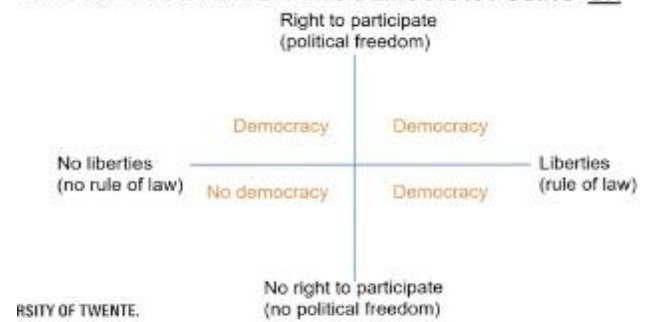 Right to participate
(political freedom)
Democracy
Democracy
No liberties
(no rule of law)
Liberties
(rule of law)
No democracy
Democracy
No right to participate
(no political freedom)
RSITY OF TWENTE.